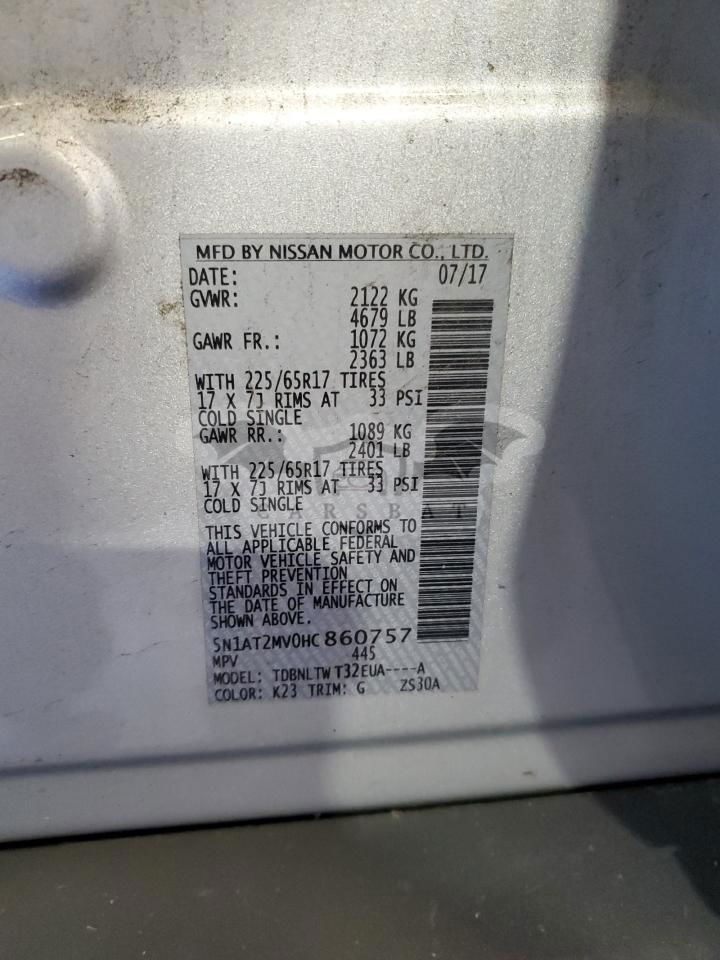 MFD BY NISSAN MOTOR CO., LTD.
DATE: 07/17
GVWR: 2122 KG
4679 LB
GAWR FR.: 1072 KG
2363 LB
WITH 225/65R17 TIRES
17 X 7J RIMS AT 33 PSI
COLD SINGLE
GAWR RR.: 1089 KG
2401 LB
WITH 225/65R17 TIRES
17 X 7J RIMS AT 33 PSI
COLD SINGLE
CARSBAT
THIS VEHICLE CONFORMS TO
ALL APPLICABLE FEDERAL
MOTOR VEHICLE SAFETY AND
THEFT PREVENTION
STANDARDS IN EFFECT ON
THE DATE OF MANUFACTURE
SHOWN ABOVE.
5N1AT2MV0HC860757
MPV 445
MODEL: TDBNLTW T32EUA----A
COLOR: K23 TRIM: G ZS30A